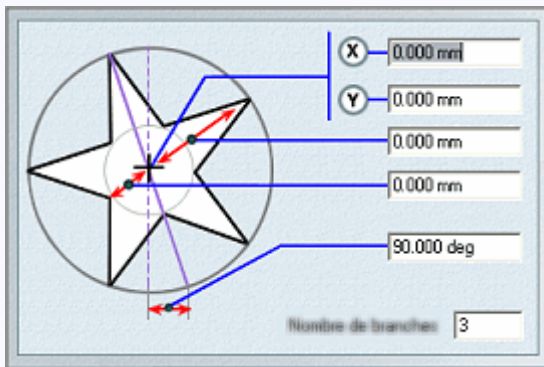 X 0.000 mm
Y 0.000 mm
0.000 mm
0.000 mm
90.000 deg
Nombre de branches 3